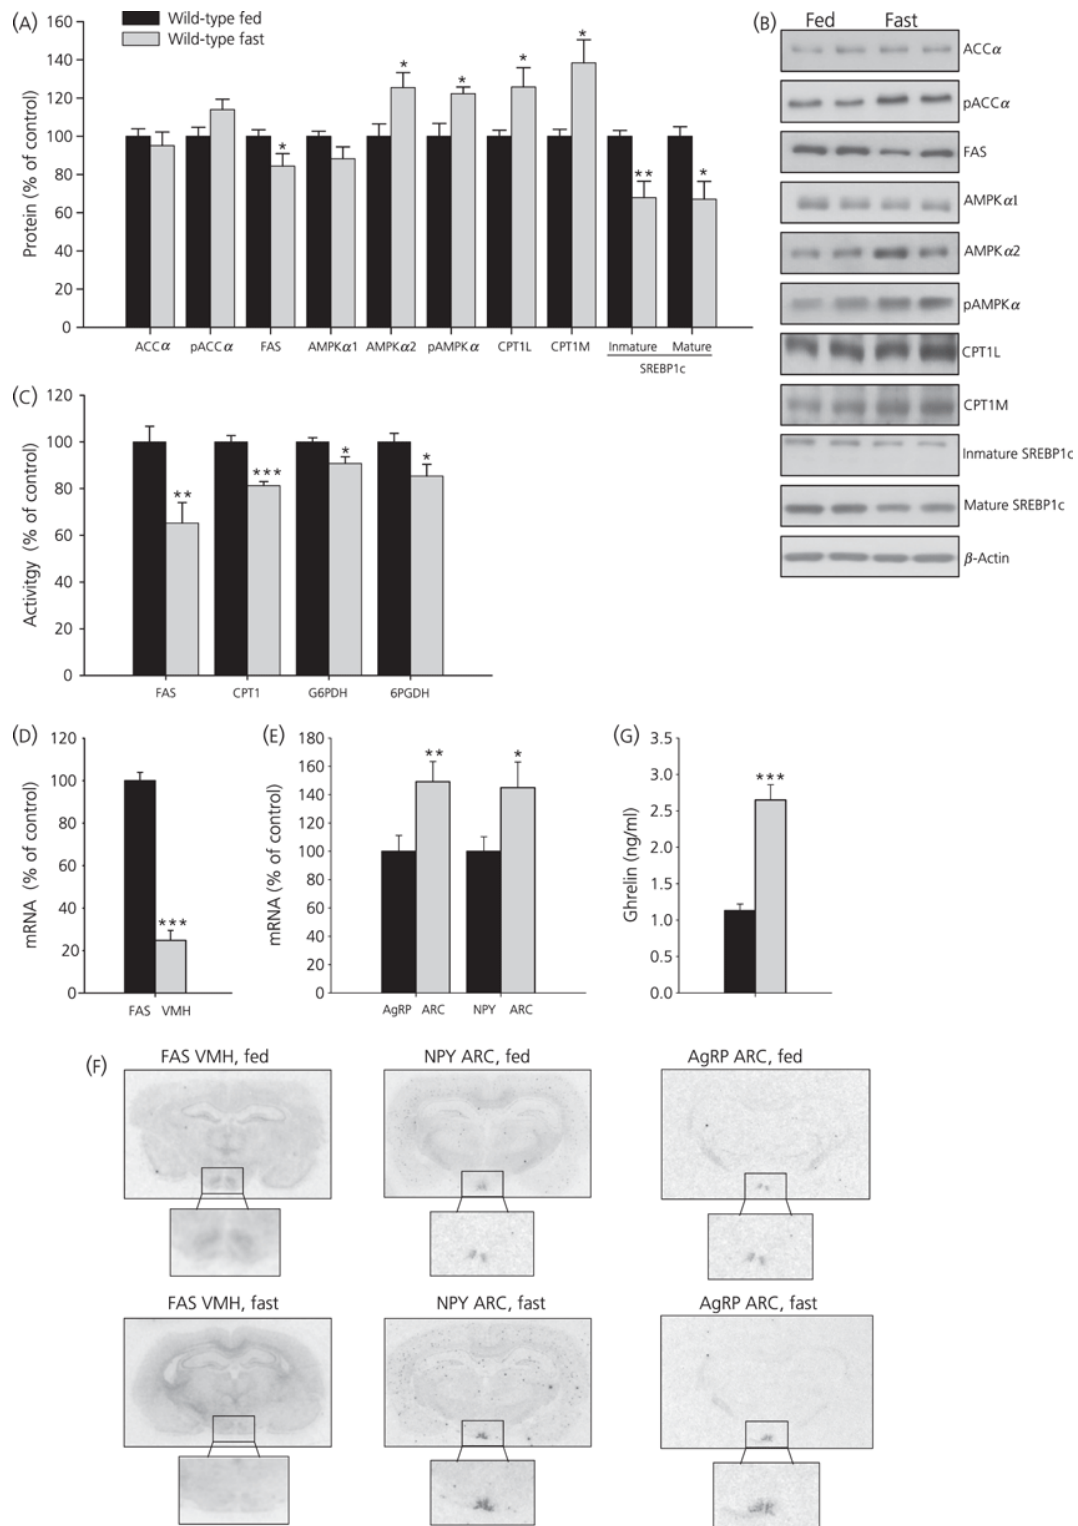 (A)
Wild-type fed
Wild-type fast
Protein (% of control)
160
140
120
100
80
60
40
20
0
* * * * * ** *
ACCα pACCα FAS AMPKα1 AMPKα2 pAMPKα CPT1L CPT1M Inmature Mature
SREBP1c
(B)
Fed Fast
ACCα
pACCα
FAS
AMPKα1
AMPKα2
pAMPKα
CPT1L
CPT1M
Inmature SREBP1c
Mature SREBP1c
β-Actin
(C)
Activitgy (% of control)
120
100
80
60
40
20
0
** *** * *
FAS CPT1 G6PDH 6PGDH
(D)
mRNA (% of control)
120
100
80
60
40
20
0
***
FAS VMH
(E)
mRNA (% of control)
180
160
140
120
100
80
60
40
20
0
** *
AgRP ARC NPY ARC
(G)
Ghrelin (ng/ml)
3.5
3.0
2.5
2.0
1.5
1.0
0.5
0.0
***
(F)
FAS VMH, fed NPY ARC, fed AgRP ARC, fed
FAS VMH, fast NPY ARC, fast AgRP ARC, fast